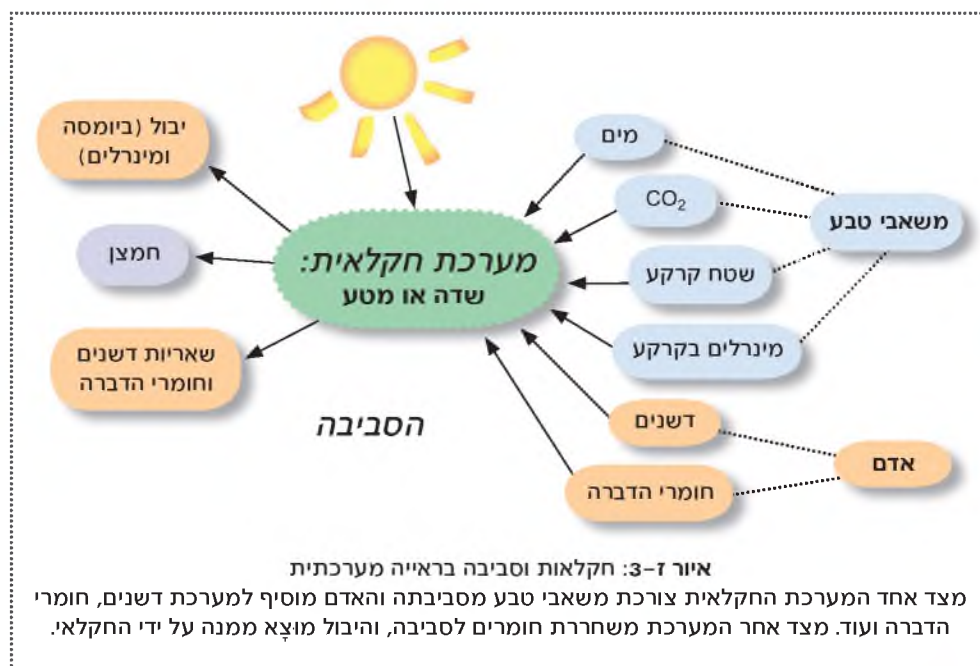 יבול (ביומסה
ומינרלים)
חמצן
שאריות דשנים
וחומרי הדברה
מערכת חקלאית:
שדה או מטע
הסביבה
מים
CO₂
שטח קרקע
מינרלים בקרקע
משאבי טבע
דשנים
חומרי הדברה
אדם
איור ז–3: חקלאות וסביבה בראייה מערכתית
מצד אחד המערכת החקלאית צורכת משאבי טבע מסביבתה והאדם מוסיף למערכת דשנים, חומרי
הדברה ועוד. מצד אחר המערכת משחררת חומרים לסביבה, והיבול מוּצָא ממנה על ידי החקלאי.